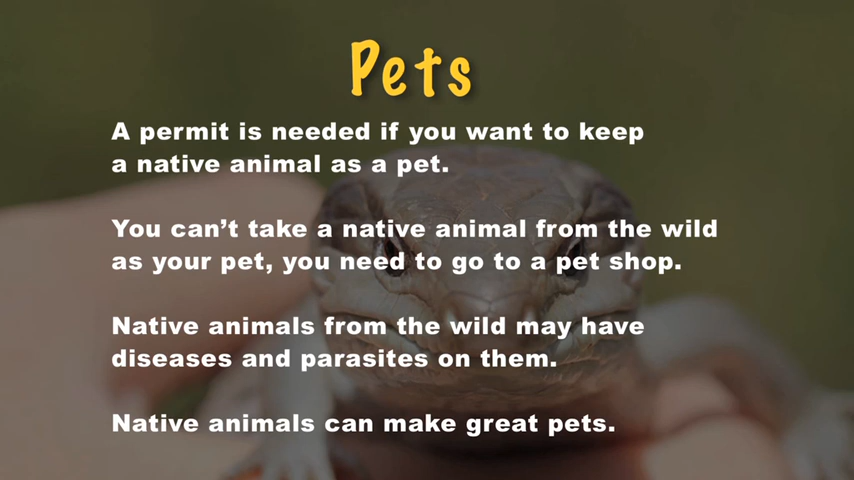 Pets
A permit is needed if you want to keep
a native animal as a pet.
You can’t take a native animal from the wild
as your pet, you need to go to a pet shop.
Native animals from the wild may have
diseases and parasites on them.
Native animals can make great pets.